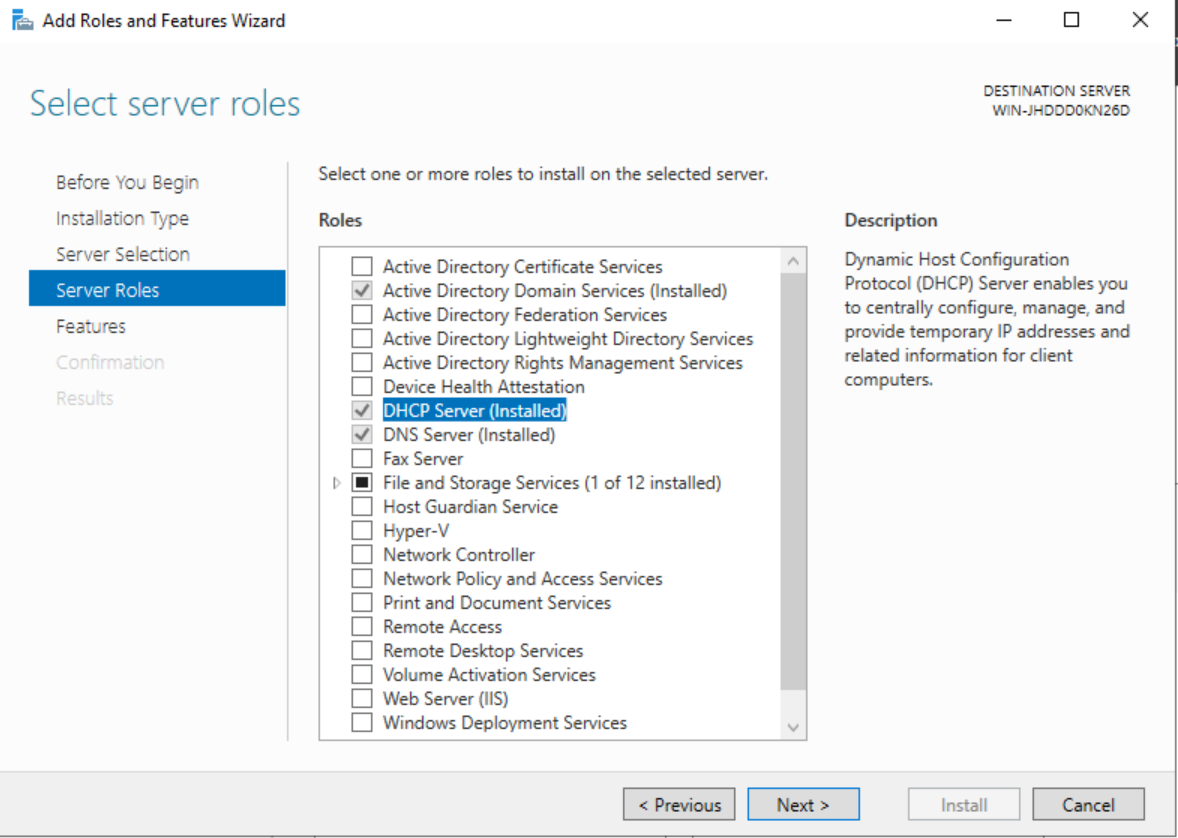 Add Roles and Features Wizard
Select server roles
DESTINATION SERVER
WIN-JHDDD0KN26D
Before You Begin
Installation Type
Server Selection
Server Roles
Features
Confirmation
Results
Select one or more roles to install on the selected server.
Roles
Active Directory Certificate Services
Active Directory Domain Services (Installed)
Active Directory Federation Services
Active Directory Lightweight Directory Services
Active Directory Rights Management Services
Device Health Attestation
DHCP Server (Installed)
DNS Server (Installed)
Fax Server
File and Storage Services (1 of 12 installed)
Host Guardian Service
Hyper-V
Network Controller
Network Policy and Access Services
Print and Document Services
Remote Access
Remote Desktop Services
Volume Activation Services
Web Server (IIS)
Windows Deployment Services
Description
Dynamic Host Configuration
Protocol (DHCP) Server enables you
to centrally configure, manage, and
provide temporary IP addresses and
related information for client
computers.
< Previous
Next >
Install
Cancel